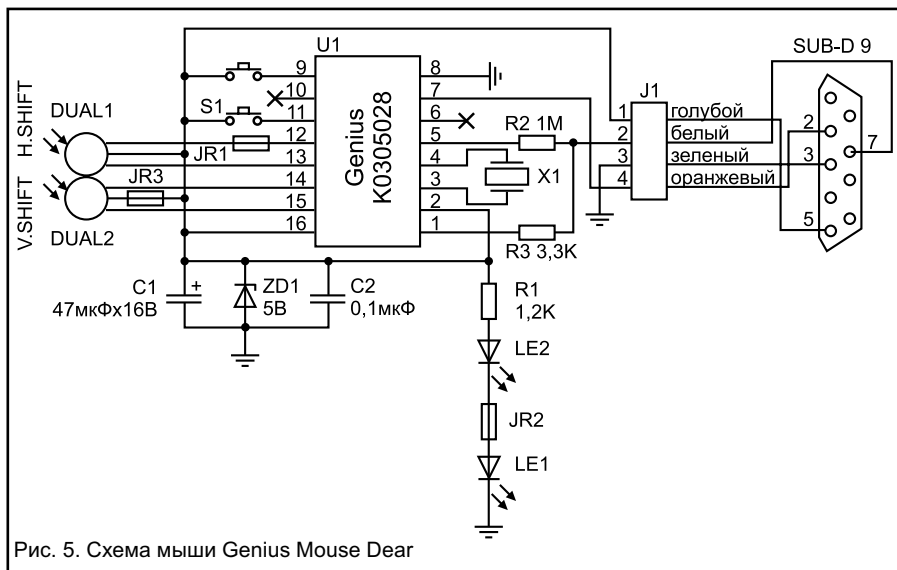 U1
SUB-D 9
J1
H.SHIFT
V.SHIFT
DUAL1
DUAL2
S1
JR1
JR3
9
10
11
12
13
14
15
16
Genius
K0305028
8
7
6
5
4
3
2
1
R2 1M
X1
R3 3,3K
1
2
3
4
голубой
белый
зеленый
оранжевый
2
7
3
5
C1
+
47мкФх16В
ZD1
5В
C2
0,1мкФ
R1
1,2K
LE2
JR2
LE1
Рис. 5. Схема мыши Genius Mouse Dear